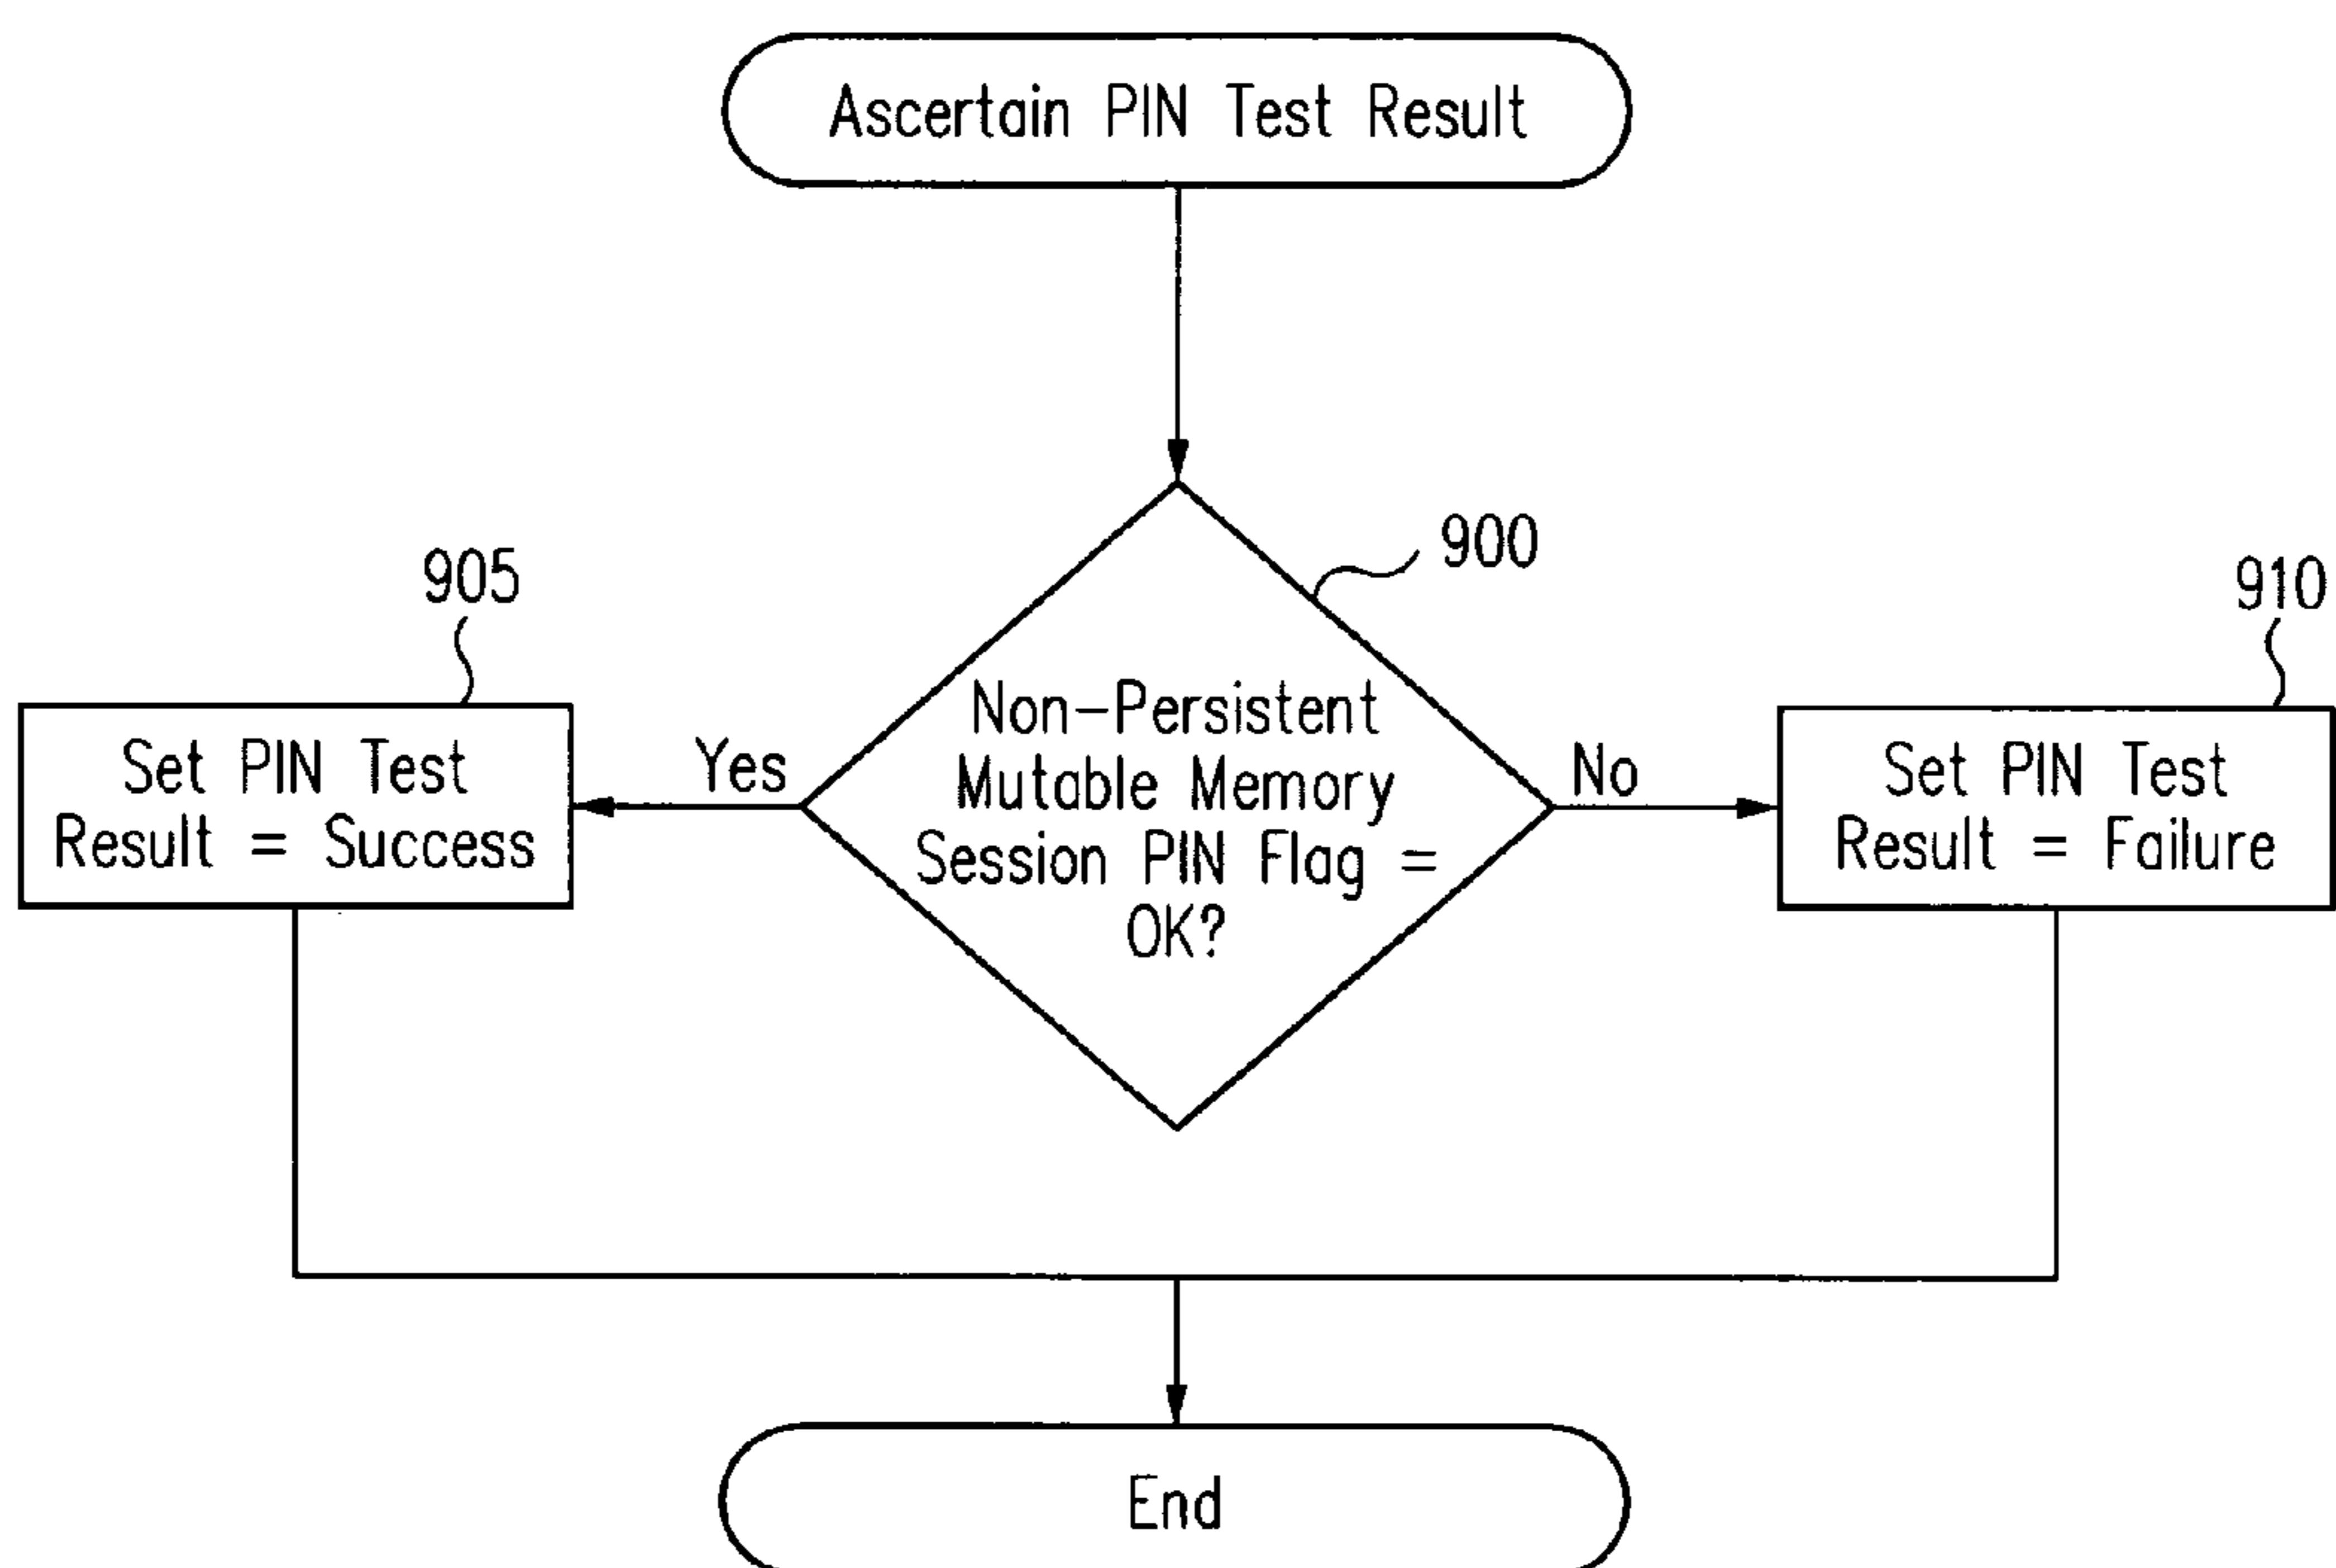 Ascertain PIN Test Result
900
905
910
Non-Persistent
Mutable Memory
Session PIN Flag =
OK?
Yes
No
Set PIN Test
Result = Success
Set PIN Test
Result = Failure
End